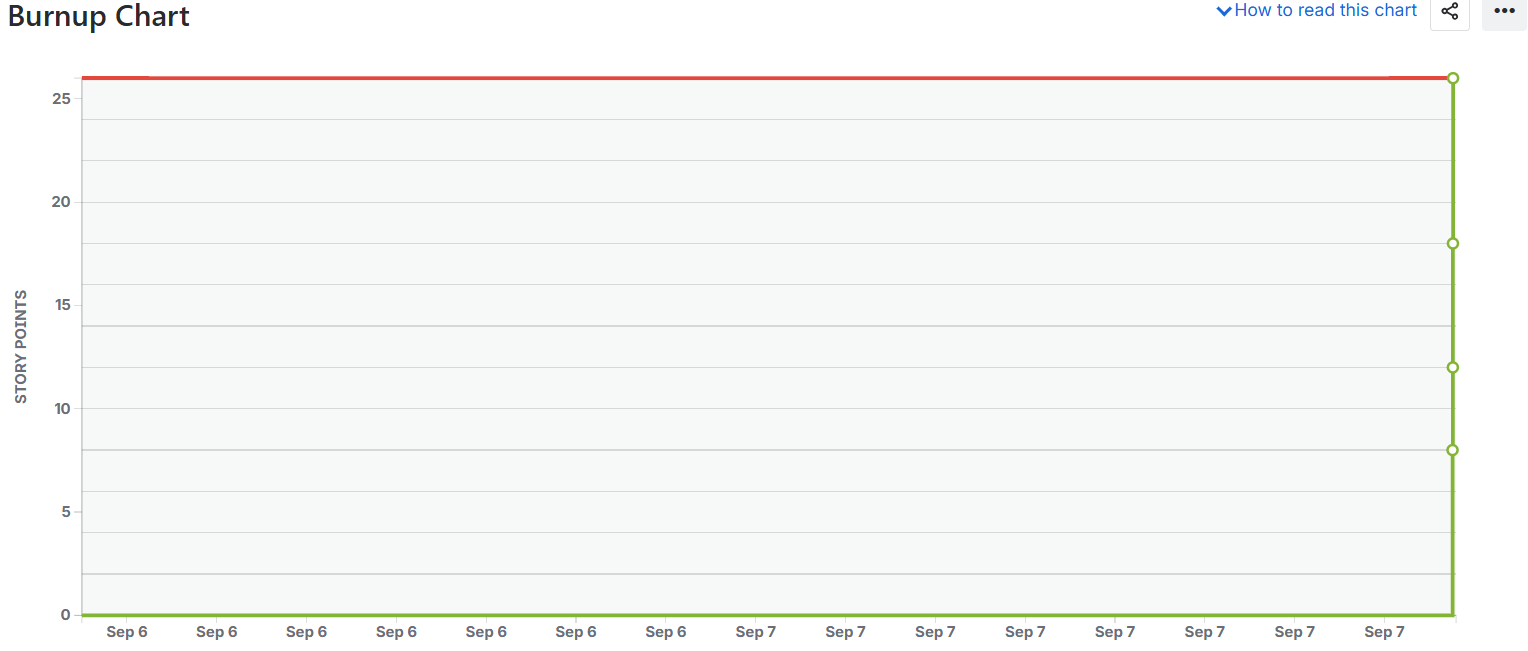 Burnup Chart
How to read this chart
STORY POINTS
25
20
15
10
5
0
Sep 6 Sep 6 Sep 6 Sep 6 Sep 6 Sep 6 Sep 6 Sep 7 Sep 7 Sep 7 Sep 7 Sep 7 Sep 7 Sep 7 Sep 7